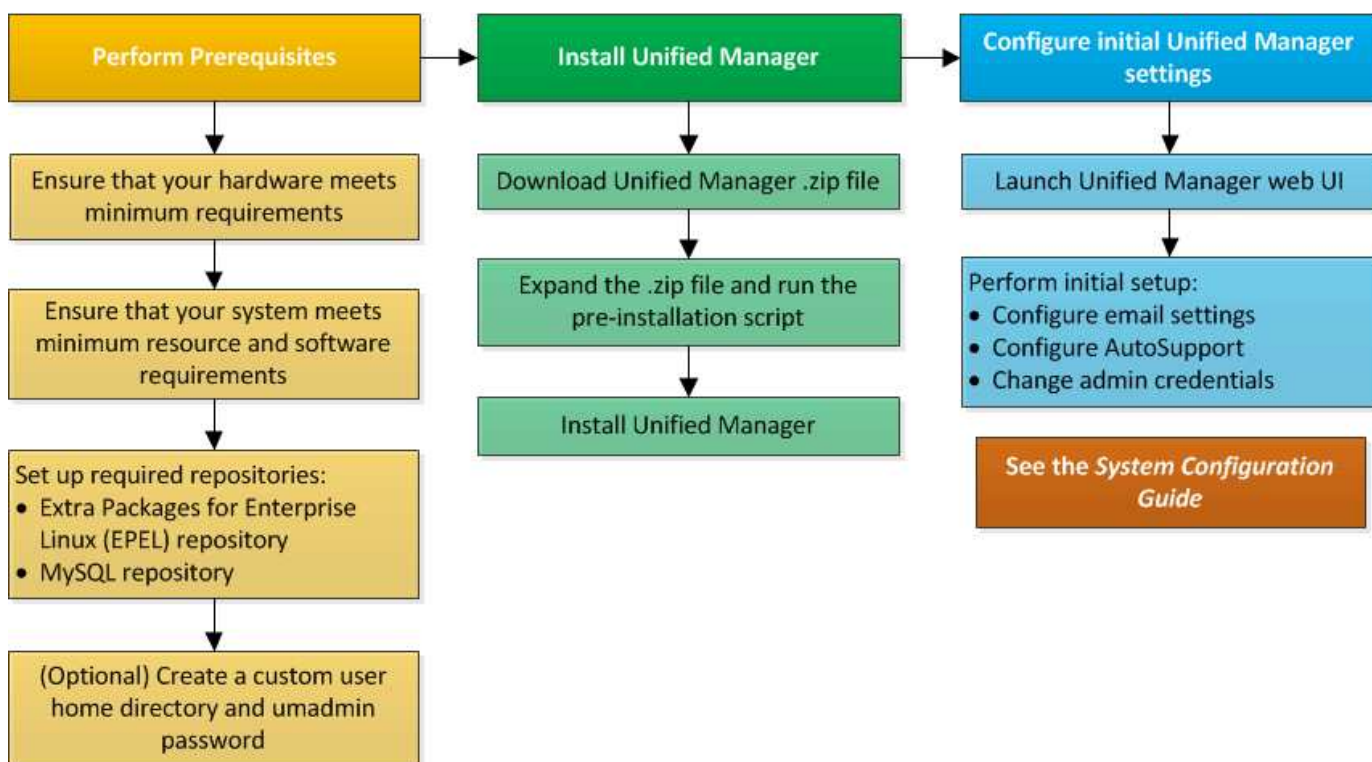 Perform Prerequisites
Ensure that your hardware meets
minimum requirements
Ensure that your system meets
minimum resource and software
requirements
Set up required repositories:
• Extra Packages for Enterprise
Linux (EPEL) repository
• MySQL repository
(Optional) Create a custom user
home directory and umadmin
password
Install Unified Manager
Download Unified Manager .zip file
Expand the .zip file and run the
pre-installation script
Install Unified Manager
Configure initial Unified Manager
settings
Launch Unified Manager web UI
Perform initial setup:
• Configure email settings
• Configure AutoSupport
• Change admin credentials
See the System Configuration
Guide